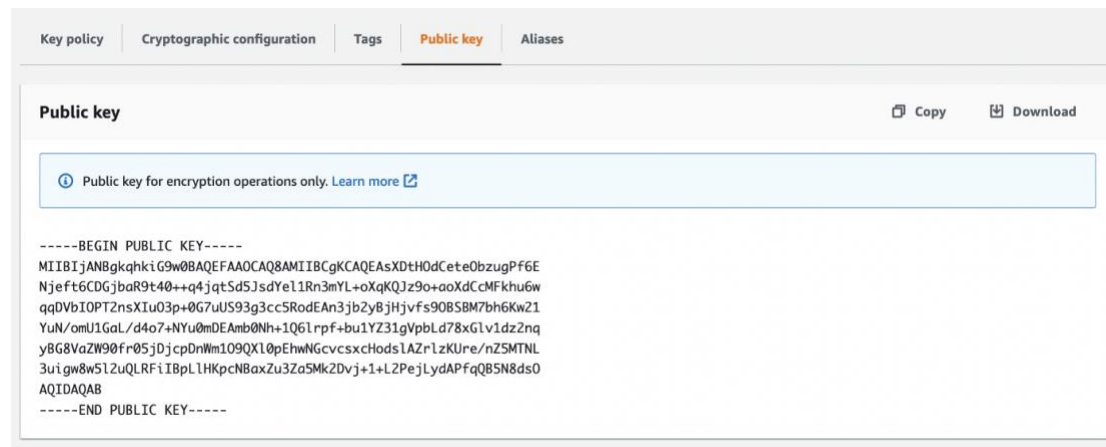 Key policy Cryptographic configuration Tags Public key Aliases
Public key Copy Download
Public key for encryption operations only. Learn more
-----BEGIN PUBLIC KEY-----
MIIBIjANBgkqhkiG9w0BAQEFAAOCAQ8AMIIBCgKCAQEAsXDtHOdCeteObzugPf6E
Njeft6CDGjbaR9t40++q4jqtSd5JsdYel1Rn3mYL+oXqKQJz9o+aoXdCcMFkhu6w
qqDVbIOPT2nsXIuO3p+0G7uUS93g3cc5RodEAn3jb2yBjHjvfs9OBSBM7bh6Kw21
YuN/omU1GaL/d4o7+NYu0mDEAmb0Nh+1Q6lrpf+bu1YZ31gVpbLd78xGlv1dz2nq
yBG8VaZW90fr05jDjcpDnWm1O9QXl0pEhwNGcvcsxcHodslAZrlzKUre/nZ5MTNL
3uigw8w5l2uQLRFiIBpLlHKpcNBaxZu3Za5Mk2Dvj+1+L2PejLydAPfqQB5N8dsO
AQIDAQAB
-----END PUBLIC KEY-----